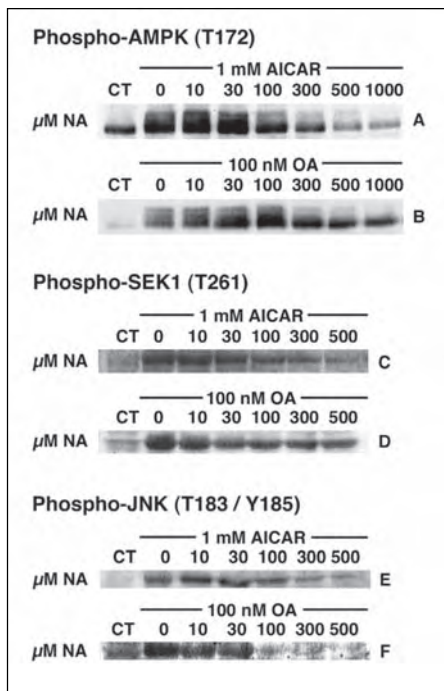 Phospho-AMPK (T172)
1 mM AICAR
CT 0 10 30 100 300 500 1000
µM NA A
100 nM OA
CT 0 10 30 100 300 500 1000
µM NA B
Phospho-SEK1 (T261)
1 mM AICAR
CT 0 10 30 100 300 500
µM NA C
100 nM OA
CT 0 10 30 100 300 500
µM NA D
Phospho-JNK (T183 / Y185)
1 mM AICAR
CT 0 10 30 100 300 500
µM NA E
100 nM OA
CT 0 10 30 100 300 500
µM NA F